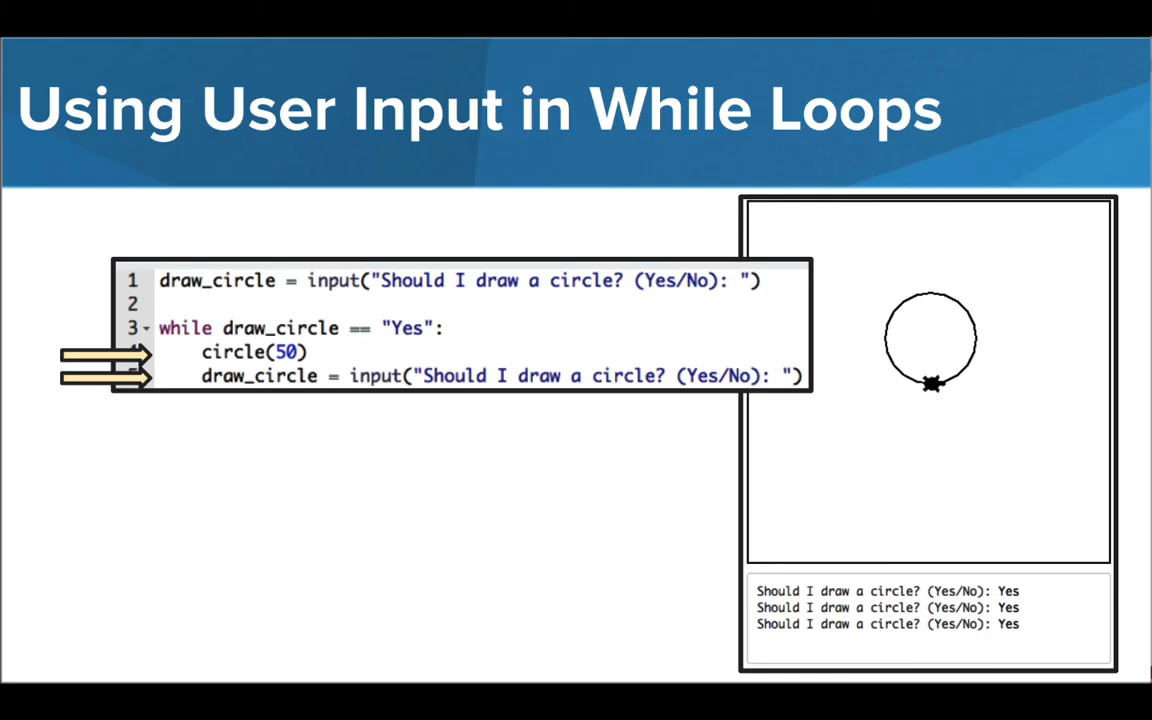 Using User Input in While Loops
1 draw_circle = input("Should I draw a circle? (Yes/No): ")
2
3 while draw_circle == "Yes":
circle(50)
draw_circle = input("Should I draw a circle? (Yes/No): ")
Should I draw a circle? (Yes/No): Yes
Should I draw a circle? (Yes/No): Yes
Should I draw a circle? (Yes/No): Yes